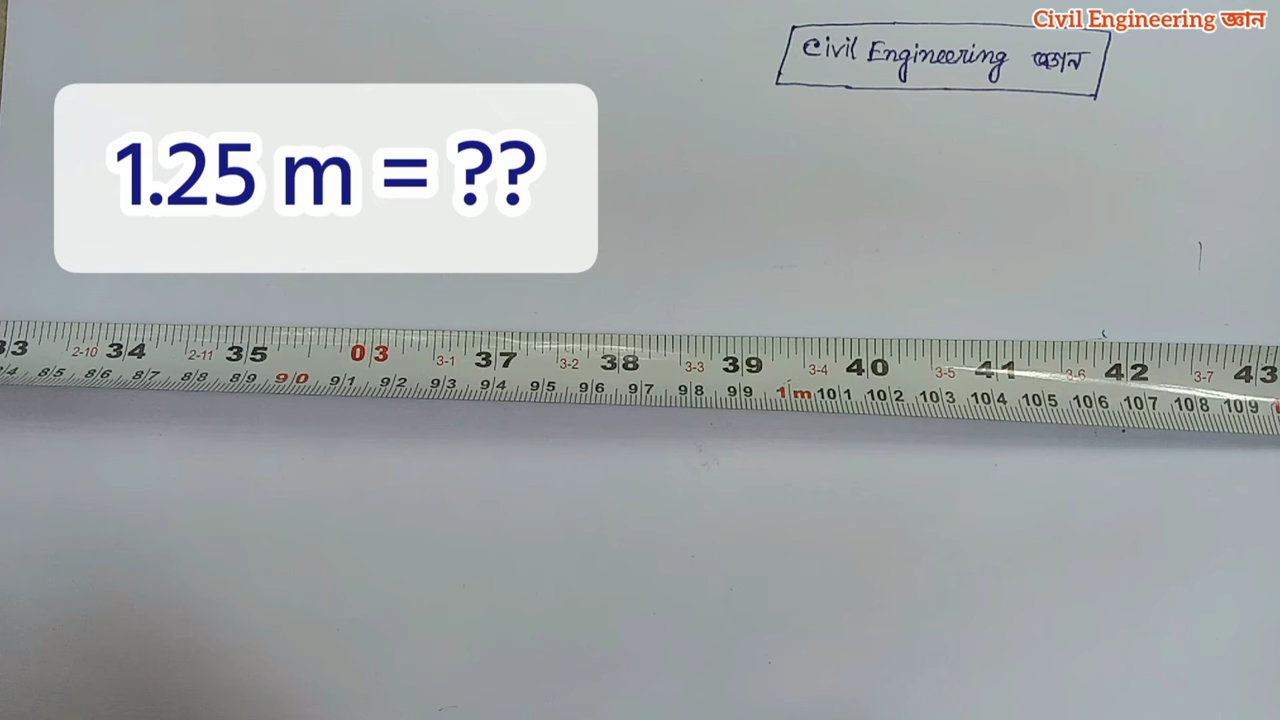 Civil Engineering জ্ঞান
Civil Engineering জ্ঞান
1.25 m = ??
33 2-10 34 2-11 35 03 3-1 37 3-2 38 3-3 39 3-4 40 3-5 41 3-6 42 3-7 43
84 85 86 87 88 89 90 91 92 93 94 95 96 97 98 99 1m 101 102 103 104 105 106 107 108 109